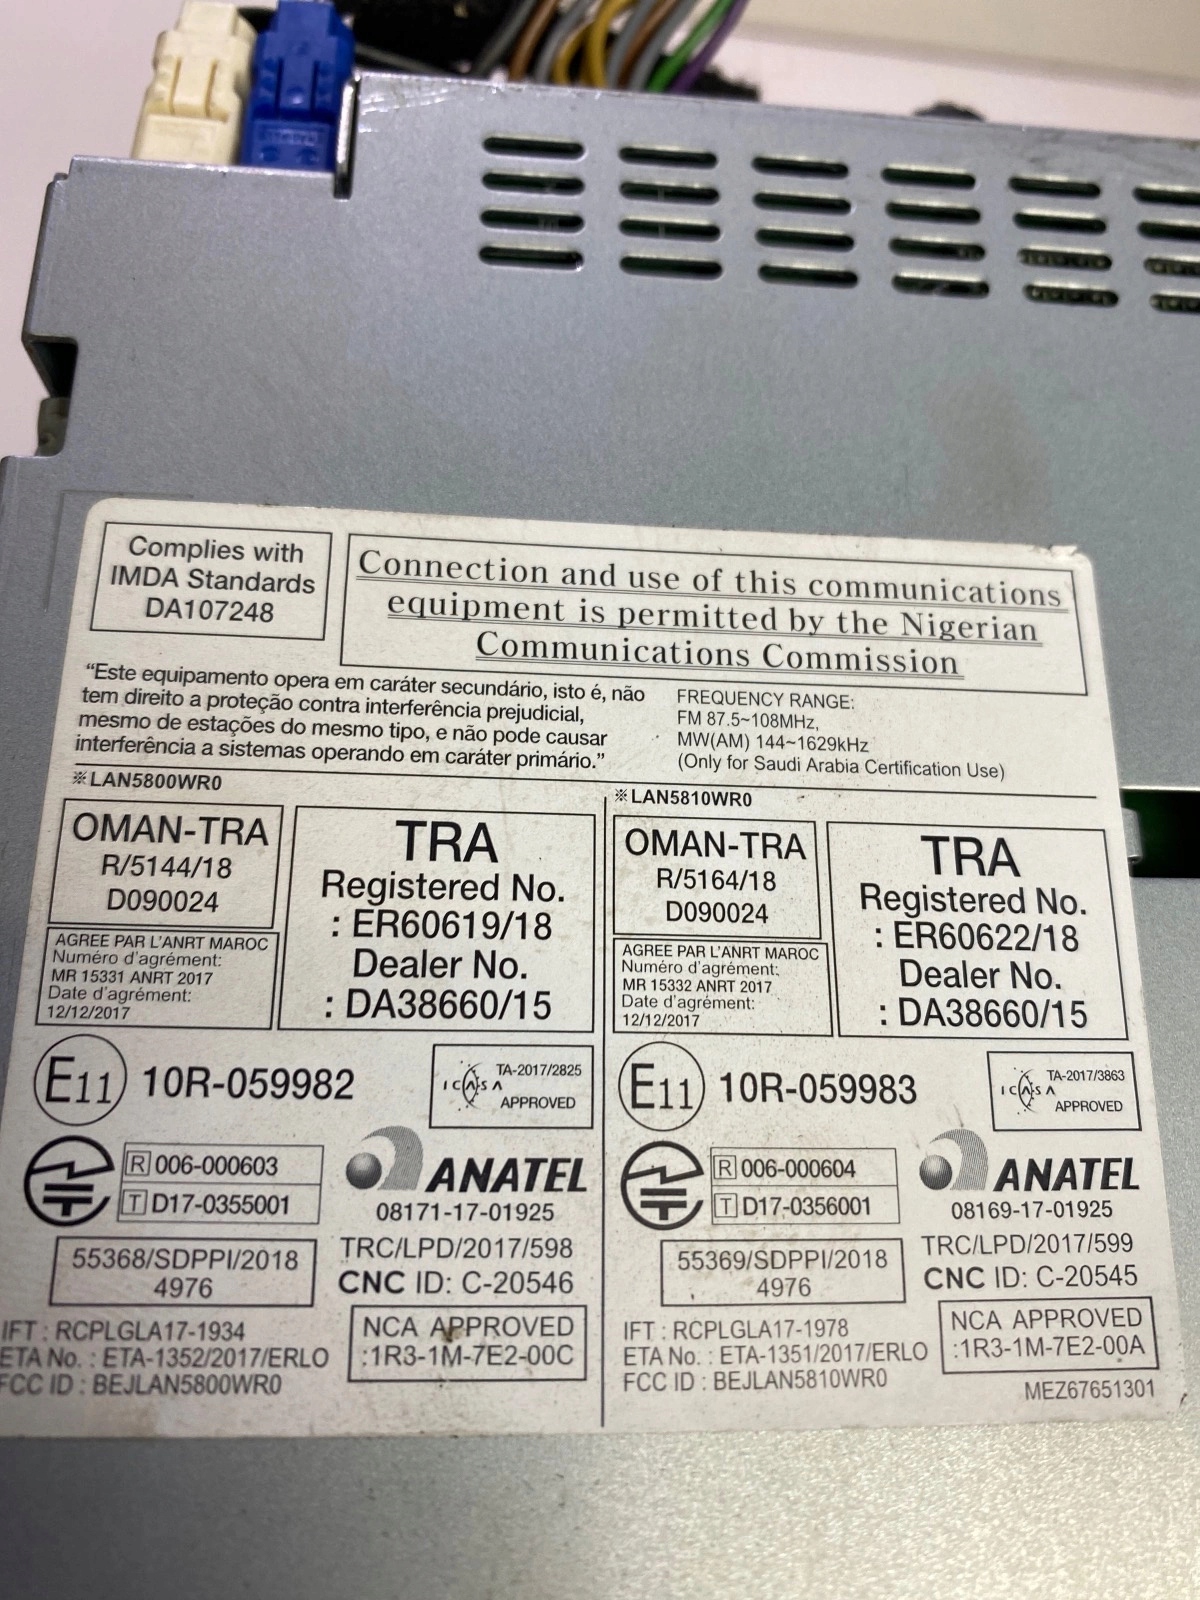 Complies with
IMDA Standards
DA107248
Connection and use of this communications
equipment is permitted by the Nigerian
Communications Commission
“Este equipamento opera em caráter secundário, isto é, não
tem direito a proteção contra interferência prejudicial,
mesmo de estações do mesmo tipo, e não pode causar
interferência a sistemas operando em caráter primário.”
FREQUENCY RANGE:
FM 87.5~108MHz,
MW(AM) 144~1629kHz
(Only for Saudi Arabia Certification Use)
※LAN5800WR0
OMAN-TRA
R/5144/18
D090024
TRA
Registered No.
: ER60619/18
Dealer No.
: DA38660/15
AGREE PAR L'ANRT MAROC
Numéro d'agrément:
MR 15331 ANRT 2017
Date d'agrément:
12/12/2017
E11 10R-059982
ICASA
TA-2017/2825
APPROVED
R 006-000603
T D17-0355001
ANATEL
08171-17-01925
55368/SDPPI/2018
4976
TRC/LPD/2017/598
CNC ID: C-20546
IFT : RCPLGLA17-1934
ETA No. : ETA-1352/2017/ERLO
FCC ID : BEJLAN5800WR0
NCA APPROVED
:1R3-1M-7E2-00C
※LAN5810WR0
OMAN-TRA
R/5164/18
D090024
TRA
Registered No.
: ER60622/18
Dealer No.
: DA38660/15
AGREE PAR L'ANRT MAROC
Numéro d'agrément:
MR 15332 ANRT 2017
Date d'agrément:
12/12/2017
E11 10R-059983
ICASA
TA-2017/3863
APPROVED
R 006-000604
T D17-0356001
ANATEL
08169-17-01925
55369/SDPPI/2018
4976
TRC/LPD/2017/599
CNC ID: C-20545
IFT : RCPLGLA17-1978
ETA No. : ETA-1351/2017/ERLO
FCC ID : BEJLAN5810WR0
NCA APPROVED
:1R3-1M-7E2-00A
MEZ67651301